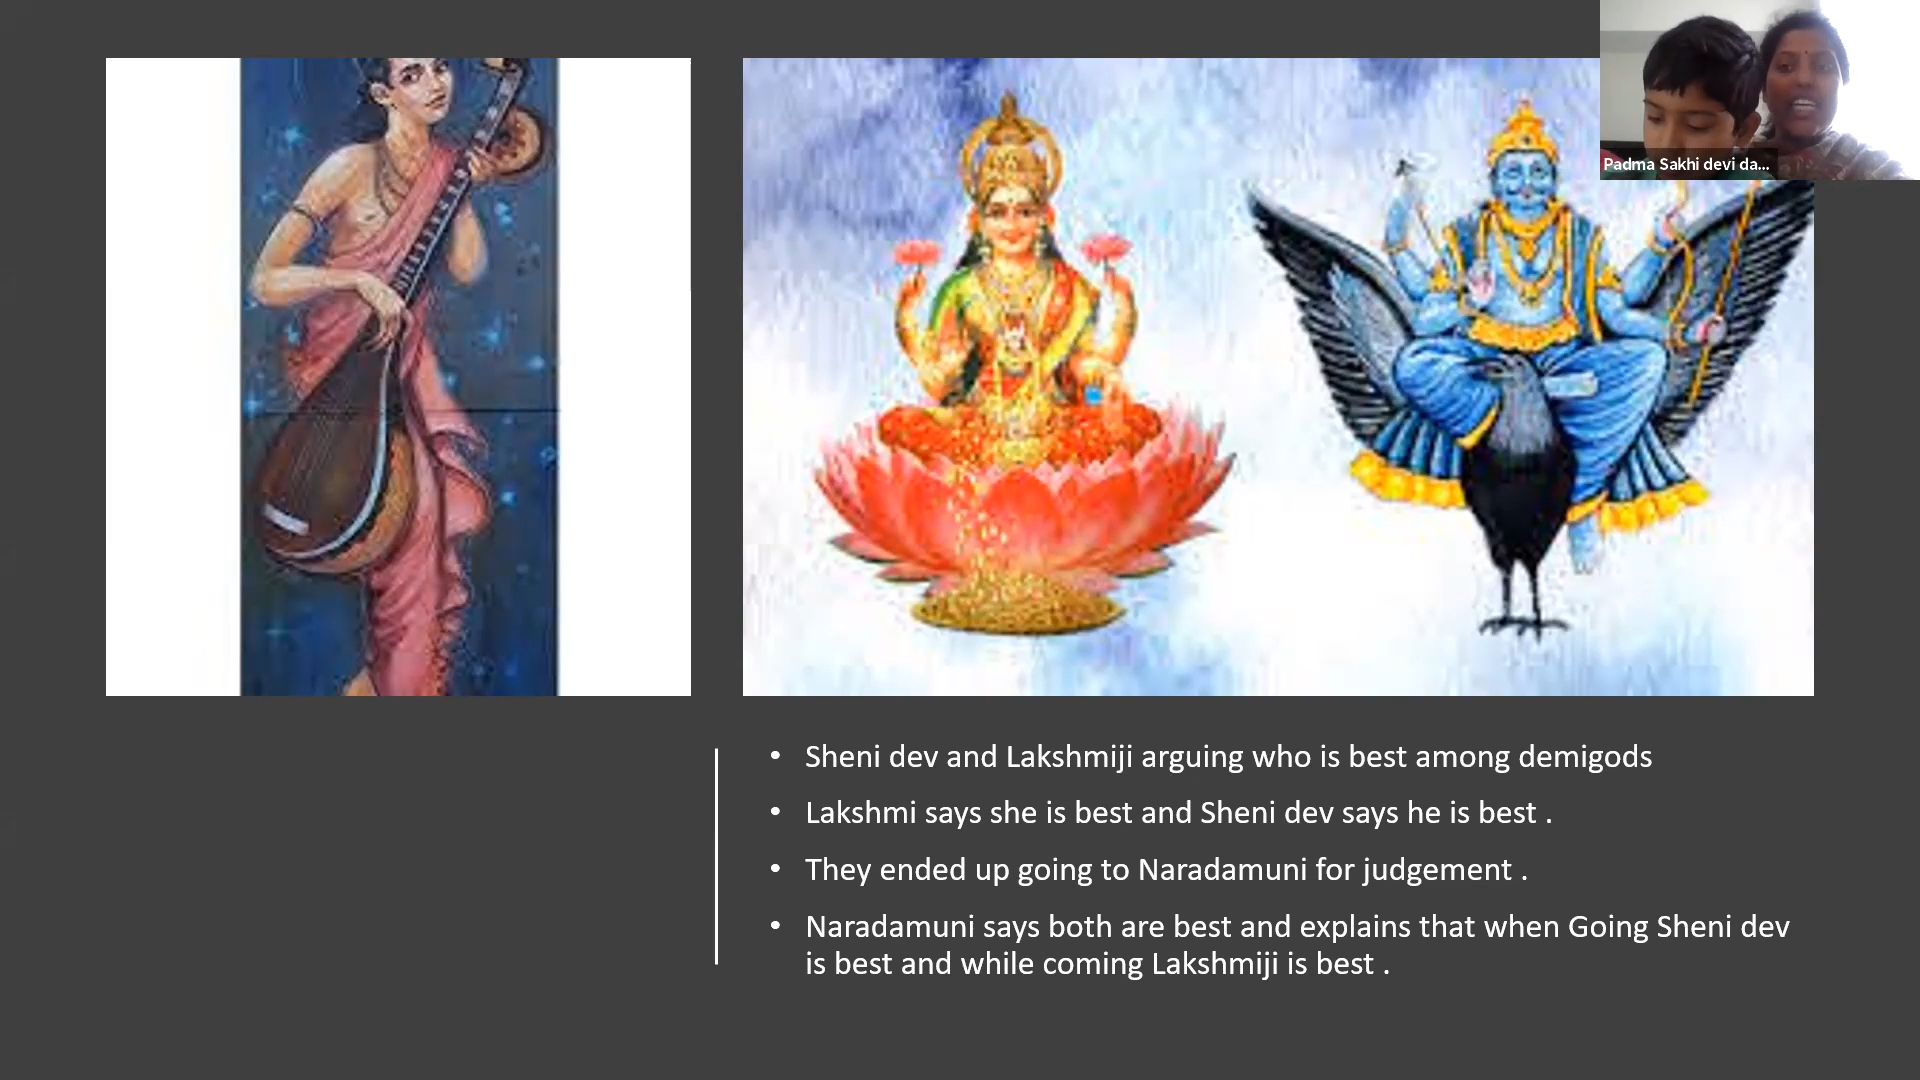 Padma Sakhi devi da...
• Sheni dev and Lakshmiji arguing who is best among demigods
• Lakshmi says she is best and Sheni dev says he is best .
• They ended up going to Naradamuni for judgement .
• Naradamuni says both are best and explains that when Going Sheni dev
is best and while coming Lakshmiji is best .